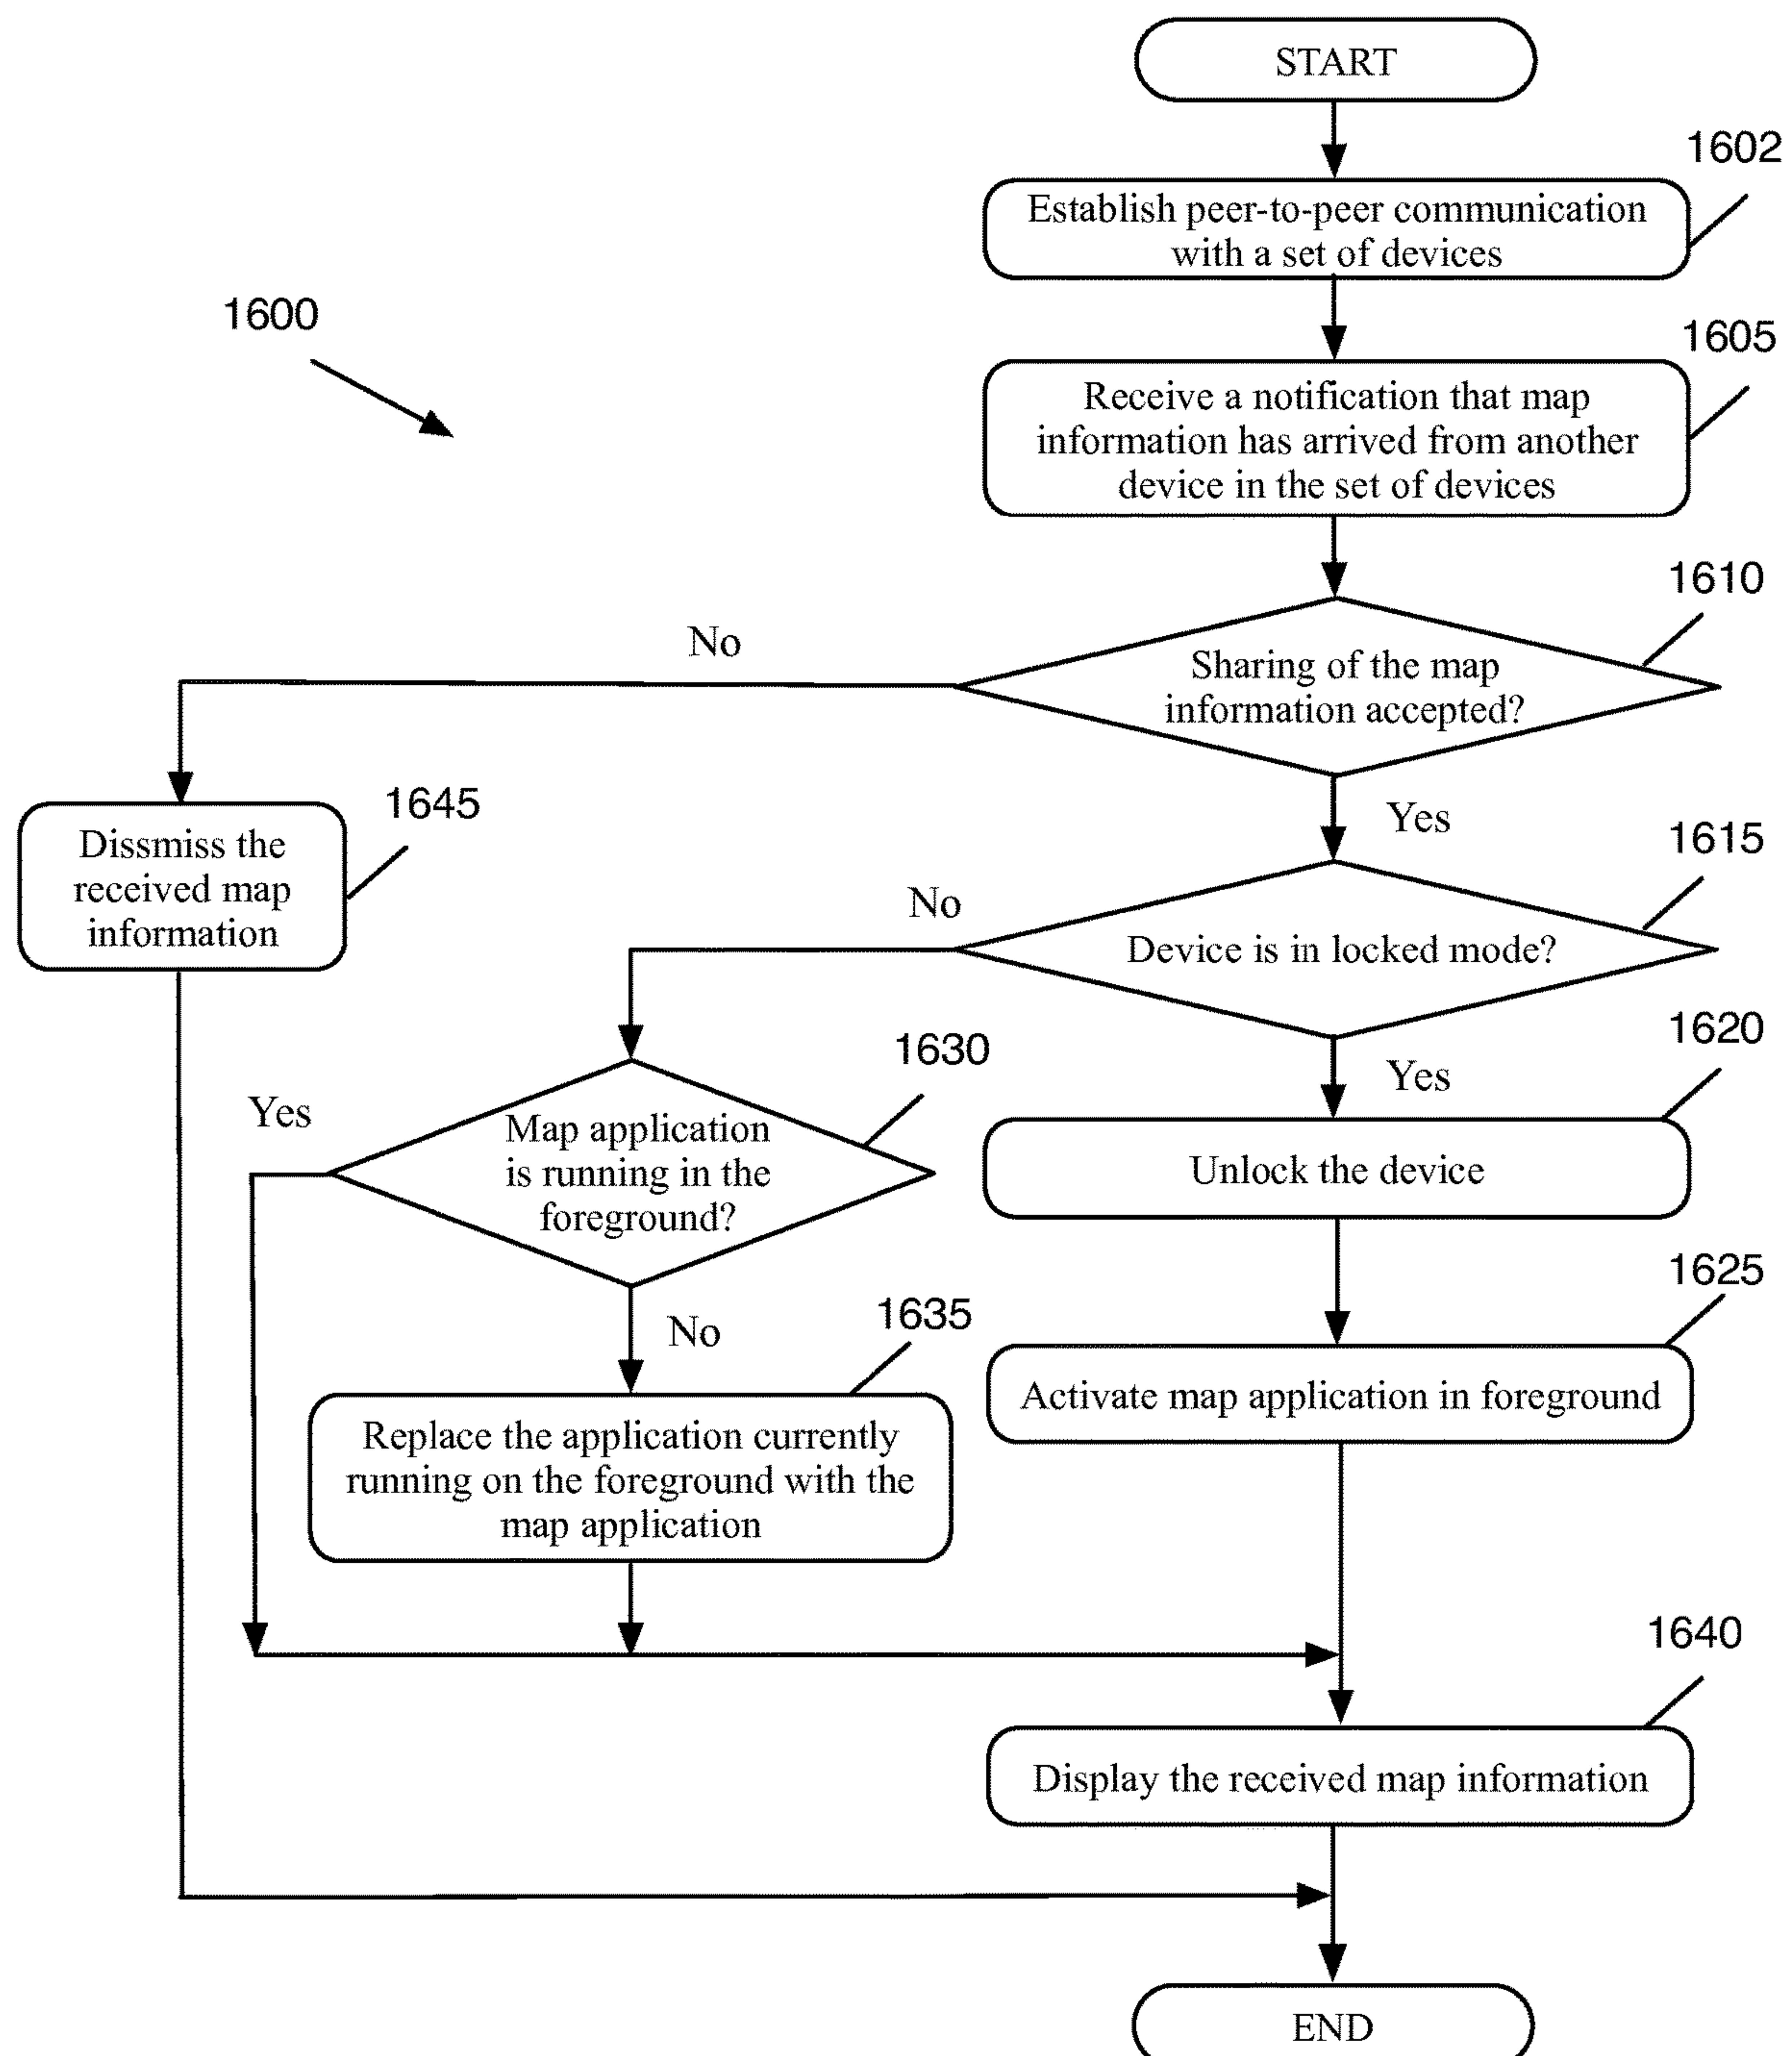 START
1602
Establish peer-to-peer communication
with a set of devices
1600
1605
Receive a notification that map
information has arrived from another
device in the set of devices
1610
No
Sharing of the map
information accepted?
Yes
1645
Dissmiss the
received map
information
1615
No
Device is in locked mode?
Yes
1620
Unlock the device
1630
Yes
Map application
is running in the
foreground?
No
1625
Activate map application in foreground
1635
Replace the application currently
running on the foreground with the
map application
1640
Display the received map information
END